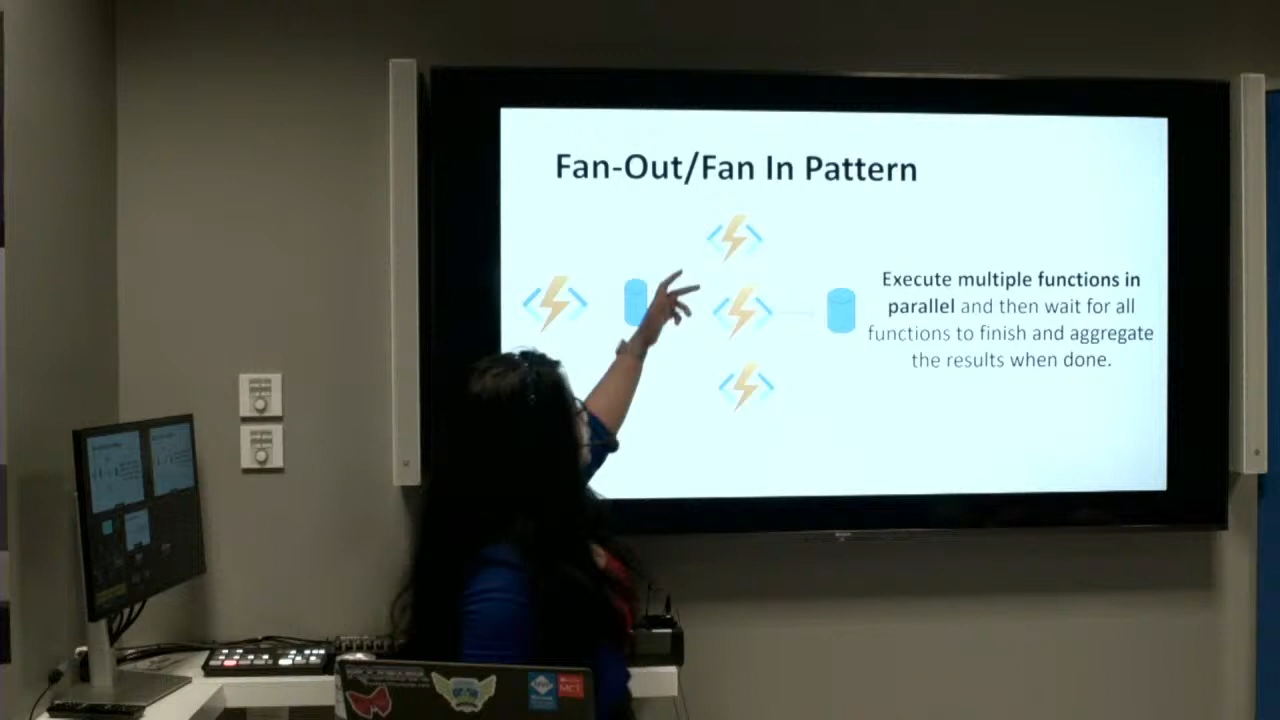 Fan-Out/Fan In Pattern
Execute multiple functions in
parallel and then wait for all
functions to finish and aggregate
the results when done.
MCT